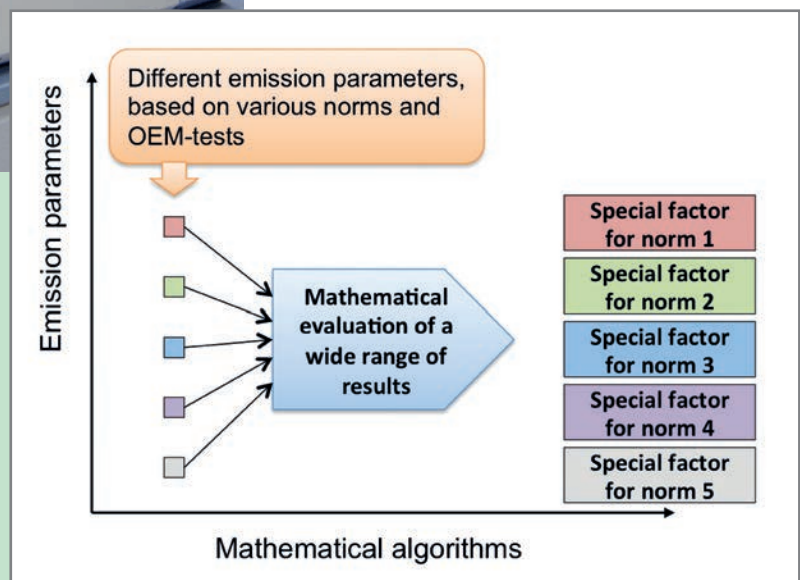 Different emission parameters,
based on various norms and
OEM-tests
Emission parameters
Mathematical
evaluation of a
wide range of
results
Special factor
for norm 1
Special factor
for norm 2
Special factor
for norm 3
Special factor
for norm 4
Special factor
for norm 5
Mathematical algorithms